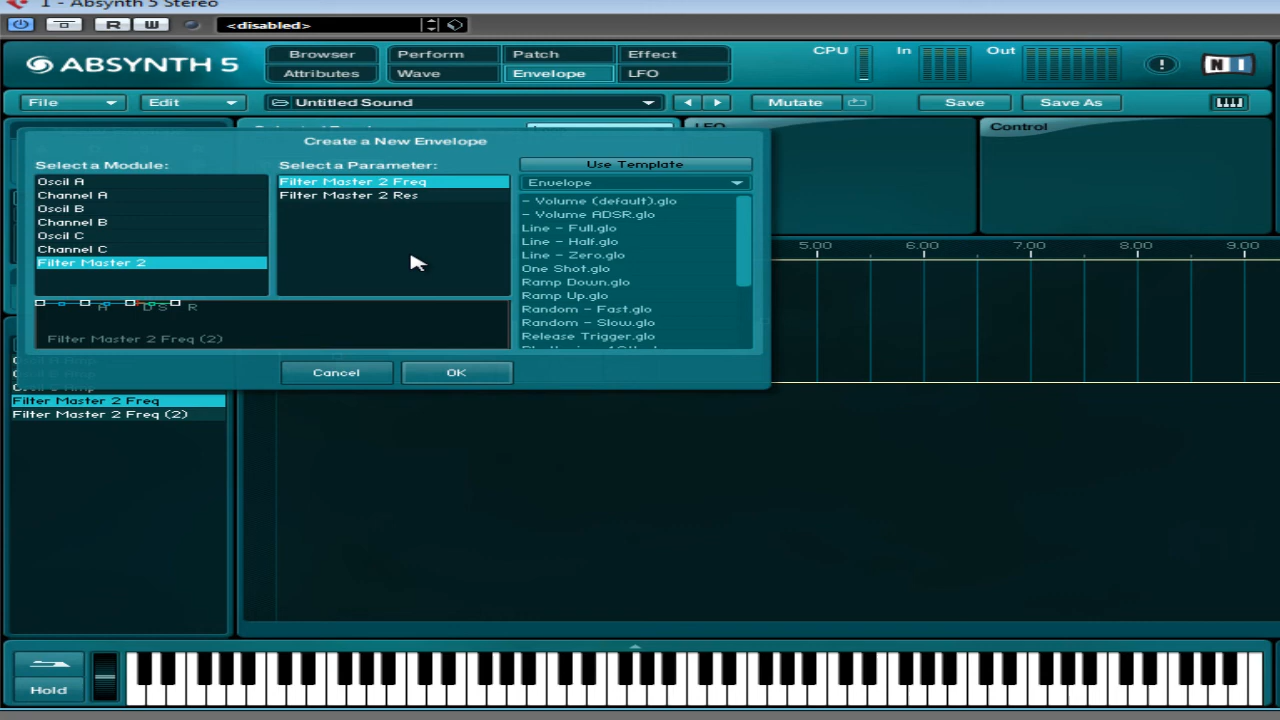 1 - Absynth 5 Stereo
R W <disabled>
ABSYNTH 5
Browser Perform Patch Effect
Attributes Wave Envelope LFO
CPU In Out ! N I
File Edit Untitled Sound Mutate Save Save As
LFO Control
Create a New Envelope
Select a Module: Select a Parameter: Use Template
Oscil A
Channel A
Oscil B
Channel B
Oscil C
Channel C
Filter Master 2
Filter Master 2 Freq
Filter Master 2 Res
Envelope
- Volume (default).glo
- Volume ADSR.glo
Line - Full.glo
Line - Half.glo
Line - Zero.glo
One Shot.glo
Ramp Down.glo
Ramp Up.glo
Random - Fast.glo
Random - Slow.glo
Release Trigger.glo
5.00 6.00 7.00 8.00 9.00
D S R
Filter Master 2 Freq (2)
Cancel OK
Filter Master 2 Freq
Filter Master 2 Freq (2)
Hold